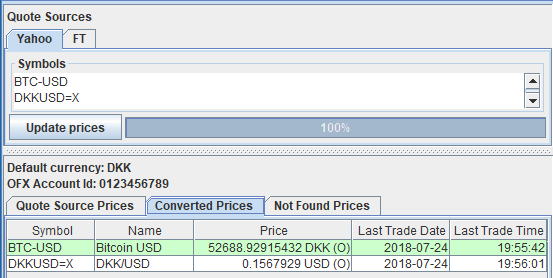 Quote Sources
Yahoo FT
Symbols
BTC-USD
DKKUSD=X
Update prices 100%
Default currency: DKK
OFX Account Id: 0123456789
Quote Source Prices Converted Prices Not Found Prices
Symbol Name Price Last Trade Date Last Trade Time
BTC-USD Bitcoin USD 52688.92915432 DKK (O) 2018-07-24 19:55:42
DKKUSD=X DKK/USD 0.1567929 USD (O) 2018-07-24 19:56:01